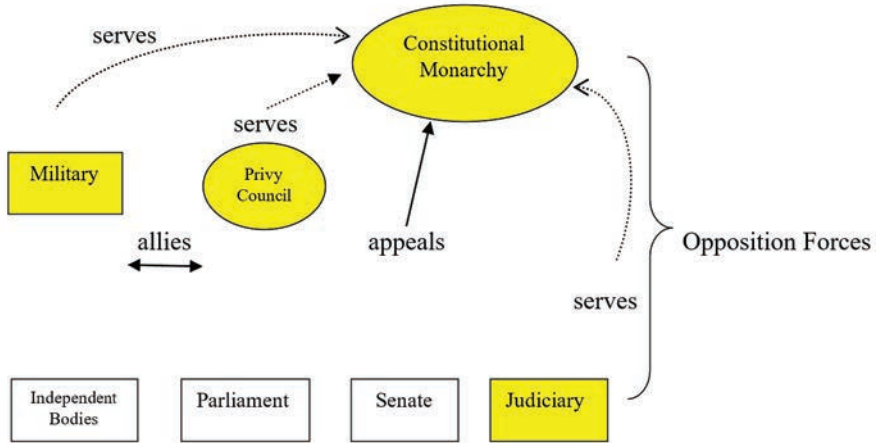 serves
Constitutional
Monarchy
serves
Military
Privy
Council
allies
appeals
Opposition Forces
serves
Independent
Bodies
Parliament
Senate
Judiciary